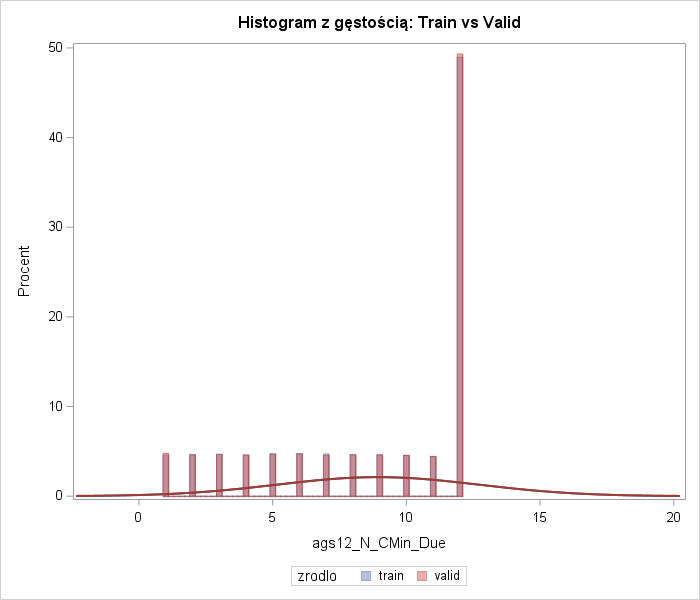 Histogram z gęstością: Train vs Valid
50
40
30
20
10
0
Procent
0 5 10 15 20
ags12_N_CMin_Due
zrodlo train valid